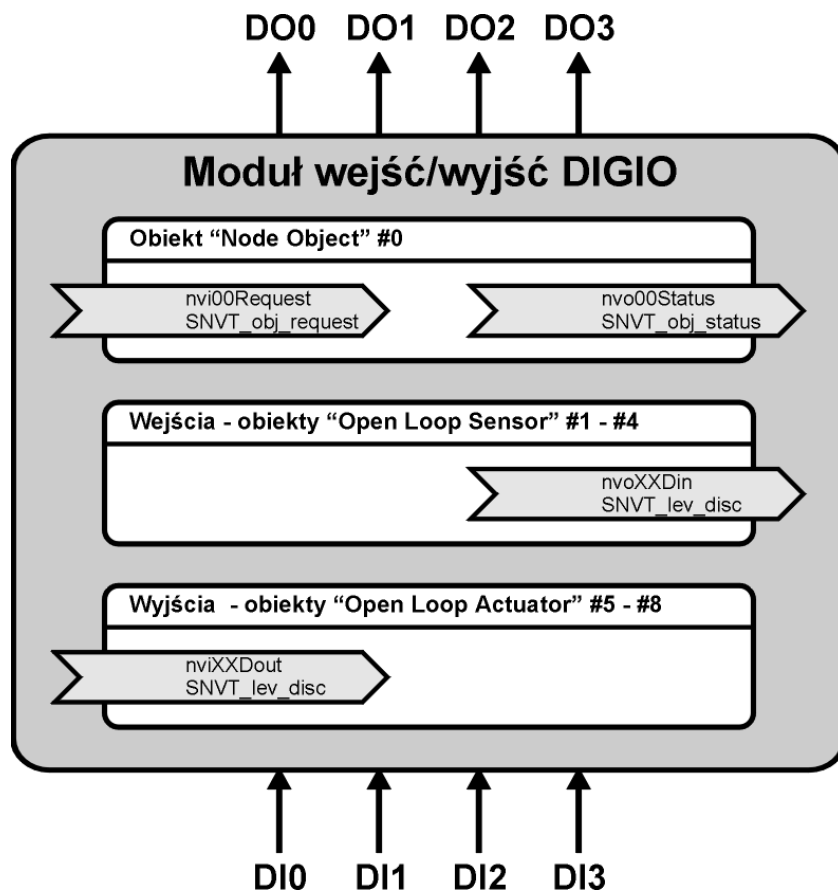 DO0 DO1 DO2 DO3
Moduł wejść/wyjść DIGIO
Obiekt “Node Object” #0
nvi00Request
SNVT_obj_request
nvo00Status
SNVT_obj_status
Wejścia - obiekty “Open Loop Sensor” #1 - #4
nvoXXDin
SNVT_lev_disc
Wyjścia - obiekty “Open Loop Actuator” #5 - #8
nviXXDout
SNVT_lev_disc
DI0 DI1 DI2 DI3